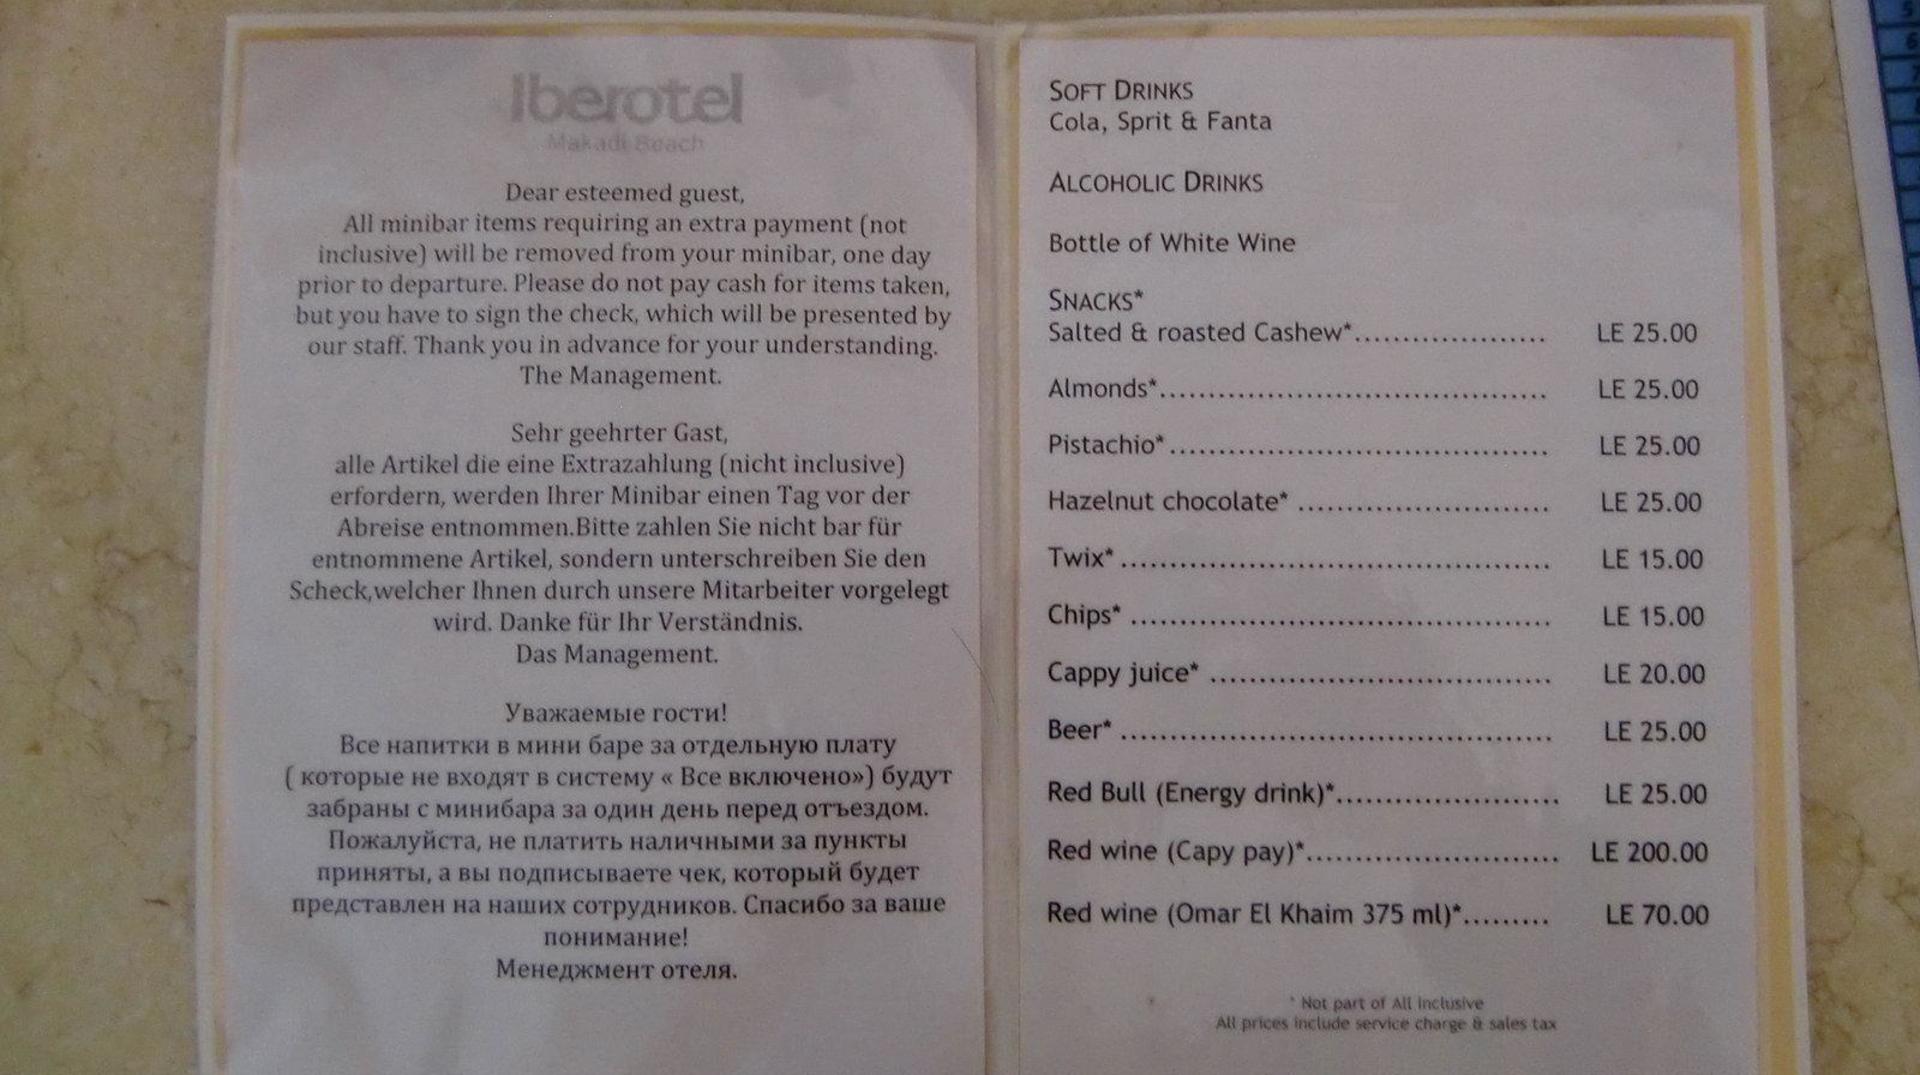 Iberotel
Makadi Beach
Dear esteemed guest,
All minibar items requiring an extra payment (not
inclusive) will be removed from your minibar, one day
prior to departure. Please do not pay cash for items taken,
but you have to sign the check, which will be presented by
our staff. Thank you in advance for your understanding.
The Management.
Sehr geehrter Gast,
alle Artikel die eine Extrazahlung (nicht inclusive)
erfordern, werden Ihrer Minibar einen Tag vor der
Abreise entnommen.Bitte zahlen Sie nicht bar für
entnommene Artikel, sondern unterschreiben Sie den
Scheck,welcher Ihnen durch unsere Mitarbeiter vorgelegt
wird. Danke für Ihr Verständnis.
Das Management.
Уважаемые гости!
Все напитки в мини баре за отдельную плату
( которые не входят в систему « Все включено») будут
забраны с минибара за один день перед отъездом.
Пожалуйста, не платить наличными за пункты
приняты, а вы подписываете чек, который будет
представлен на наших сотрудников. Спасибо за ваше
понимание!
Менеджмент отеля.
SOFT DRINKS
Cola, Sprit & Fanta
ALCOHOLIC DRINKS
Bottle of White Wine
SNACKS*
Salted & roasted Cashew*.................... LE 25.00
Almonds*........................................ LE 25.00
Pistachio*....................................... LE 25.00
Hazelnut chocolate* .......................... LE 25.00
Twix* ............................................ LE 15.00
Chips* ........................................... LE 15.00
Cappy juice* ................................... LE 20.00
Beer* ............................................ LE 25.00
Red Bull (Energy drink)*....................... LE 25.00
Red wine (Capy pay)*.......................... LE 200.00
Red wine (Omar El Khaim 375 ml)*......... LE 70.00
* Not part of All inclusive
All prices include service charge & sales tax